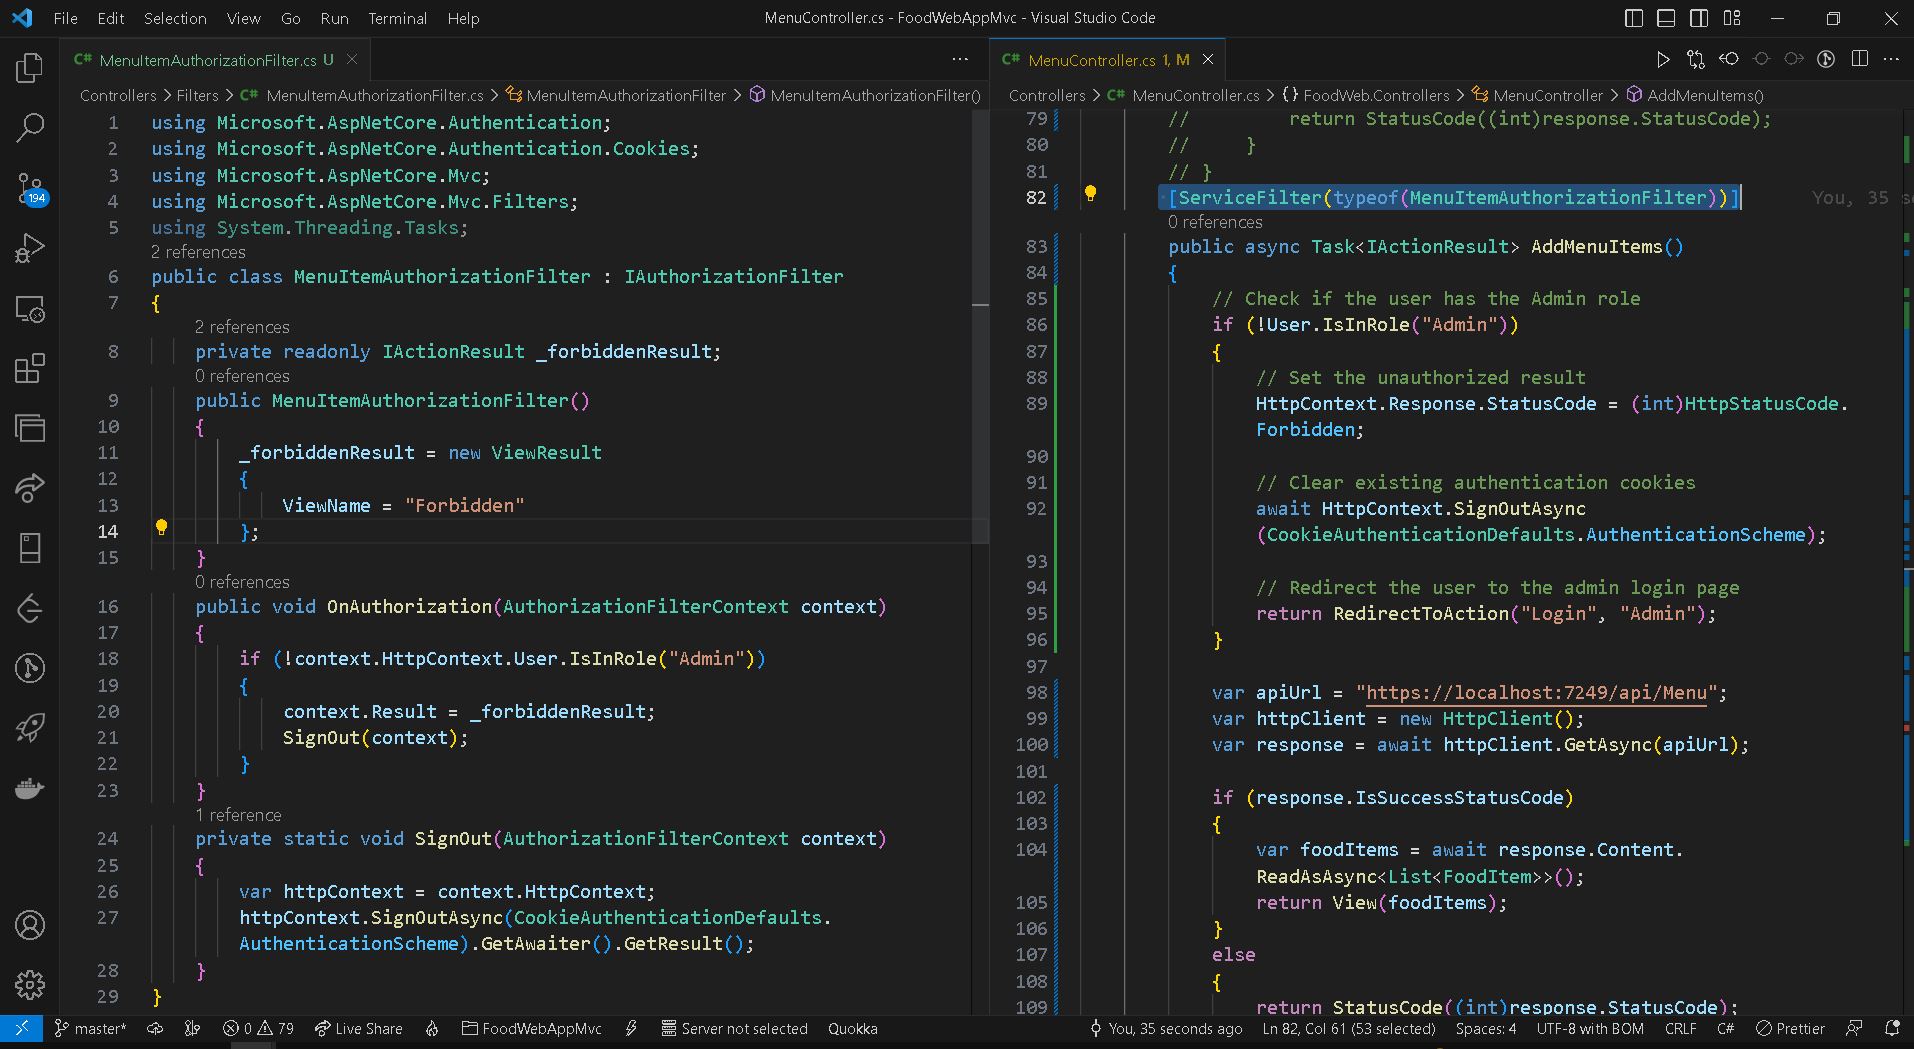 File Edit Selection View Go Run Terminal Help MenuController.cs - FoodWebAppMvc - Visual Studio Code
C# MenuItemAuthorizationFilter.cs U
Controllers > Filters > C# MenuItemAuthorizationFilter.cs > MenuItemAuthorizationFilter > MenuItemAuthorizationFilter()
1 using Microsoft.AspNetCore.Authentication;
2 using Microsoft.AspNetCore.Authentication.Cookies;
3 using Microsoft.AspNetCore.Mvc;
4 using Microsoft.AspNetCore.Mvc.Filters;
5 using System.Threading.Tasks;
2 references
6 public class MenuItemAuthorizationFilter : IAuthorizationFilter
7 {
2 references
8 private readonly IActionResult _forbiddenResult;
0 references
9 public MenuItemAuthorizationFilter()
10 {
11 _forbiddenResult = new ViewResult
12 {
13 ViewName = "Forbidden"
14 };
15 }
0 references
16 public void OnAuthorization(AuthorizationFilterContext context)
17 {
18 if (!context.HttpContext.User.IsInRole("Admin"))
19 {
20 context.Result = _forbiddenResult;
21 SignOut(context);
22 }
23 }
1 reference
24 private static void SignOut(AuthorizationFilterContext context)
25 {
26 var httpContext = context.HttpContext;
27 httpContext.SignOutAsync(CookieAuthenticationDefaults.
AuthenticationScheme).GetAwaiter().GetResult();
28 }
29 }
C# MenuController.cs 1, M
Controllers > C# MenuController.cs > {} FoodWeb.Controllers > MenuController > AddMenuItems()
79 // return StatusCode((int)response.StatusCode);
80 // }
81 // }
82 [ServiceFilter(typeof(MenuItemAuthorizationFilter))] You, 35 s
0 references
83 public async Task<IActionResult> AddMenuItems()
84 {
85 // Check if the user has the Admin role
86 if (!User.IsInRole("Admin"))
87 {
88 // Set the unauthorized result
89 HttpContext.Response.StatusCode = (int)HttpStatusCode.
Forbidden;
90
91 // Clear existing authentication cookies
92 await HttpContext.SignOutAsync
(CookieAuthenticationDefaults.AuthenticationScheme);
93
94 // Redirect the user to the admin login page
95 return RedirectToAction("Login", "Admin");
96 }
97
98 var apiUrl = "https://localhost:7249/api/Menu";
99 var httpClient = new HttpClient();
100 var response = await httpClient.GetAsync(apiUrl);
101
102 if (response.IsSuccessStatusCode)
103 {
104 var foodItems = await response.Content.
ReadAsAsync<List<FoodItem>>();
105 return View(foodItems);
106 }
107 else
108 {
109 return StatusCode((int)response.StatusCode);
194
master* 0 79 Live Share FoodWebAppMvc Server not selected Quokka You, 35 seconds ago Ln 82, Col 61 (53 selected) Spaces: 4 UTF-8 with BOM CRLF C# Prettier